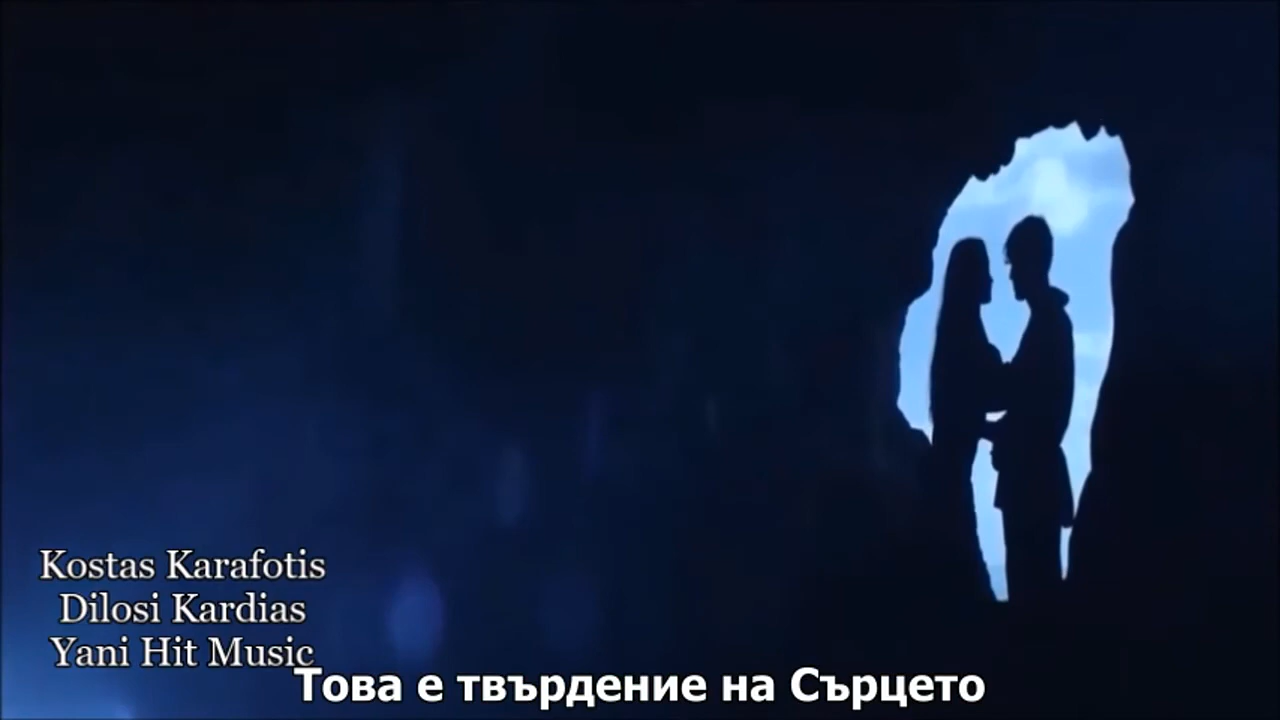 Kostas Karafotis
Dilosi Kardias
Yani Hit Music
Това е твърдение на Сърцето